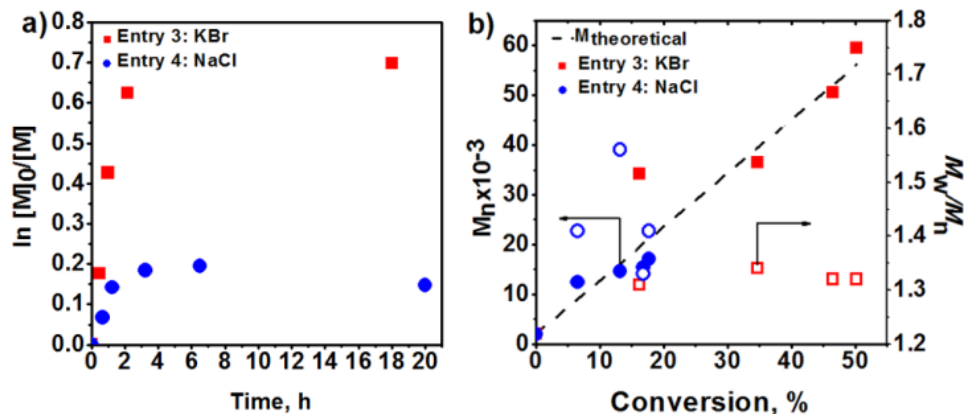 a)
Entry 3: KBr
Entry 4: NaCl
0.8
0.7
0.6
0.5
0.4
0.3
0.2
0.1
0.0
ln [M]0/[M]
0 2 4 6 8 10 12 14 16 18 20
Time, h
b)
Mtheoretical
Entry 3: KBr
Entry 4: NaCl
60
50
40
30
20
10
0
Mnx10-3
1.8
1.7
1.6
1.5
1.4
1.3
1.2
Mw/Mn
0 10 20 30 40 50
Conversion, %